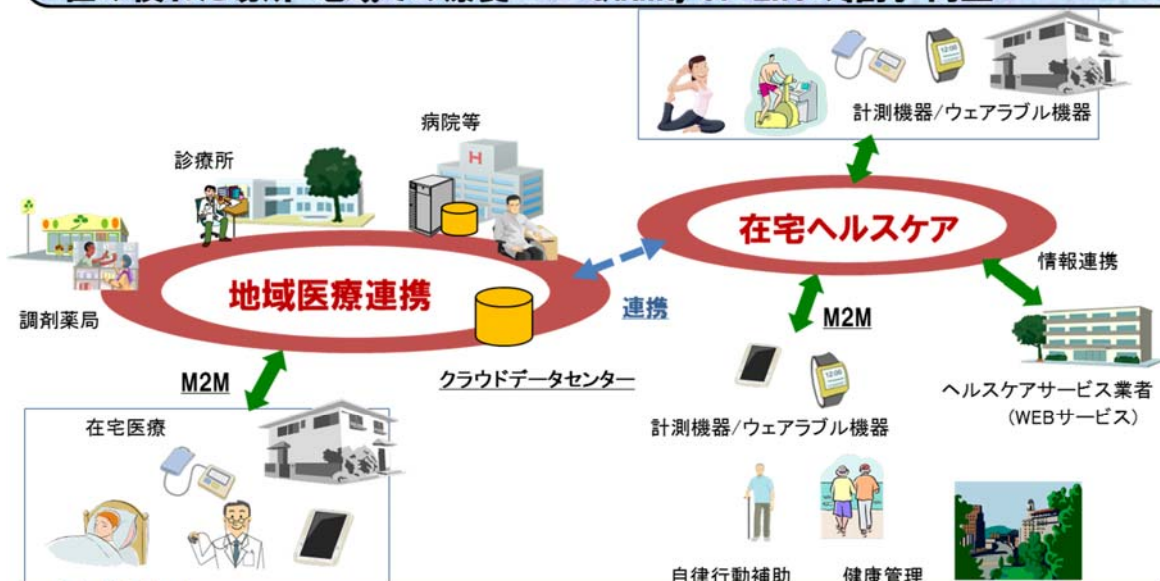 計測機器/ウェアラブル機器
病院等
診療所
H
在宅ヘルスケア
地域医療連携
情報連携
連携
調剤薬局
M2M
M2M
クラウドデータセンター
ヘルスケアサービス業者
(WEBサービス)
計測機器/ウェアラブル機器
在宅医療
自律行動補助
健康管理